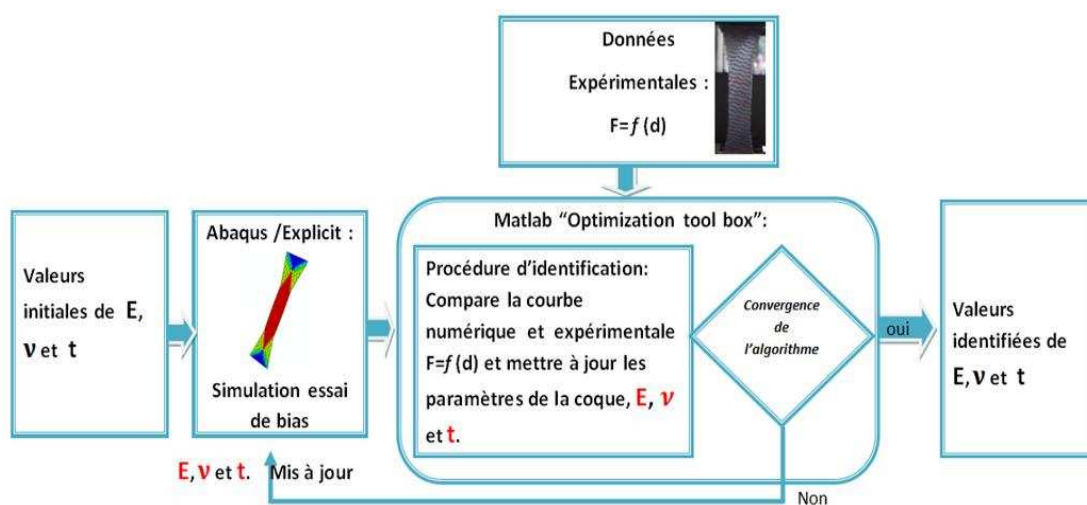 Données
Expérimentales :
F=f (d)
Valeurs
initiales de E,
ν et t
Abaqus /Explicit :
Simulation essai
de bias
Matlab “Optimization tool box”:
Procédure d’identification:
Compare la courbe
numérique et expérimentale
F=f (d) et mettre à jour les
paramètres de la coque, E, ν
et t.
Convergence
de
l’algorithme
oui
Valeurs
identifiées de
E, ν et t
E, ν et t. Mis à jour
Non